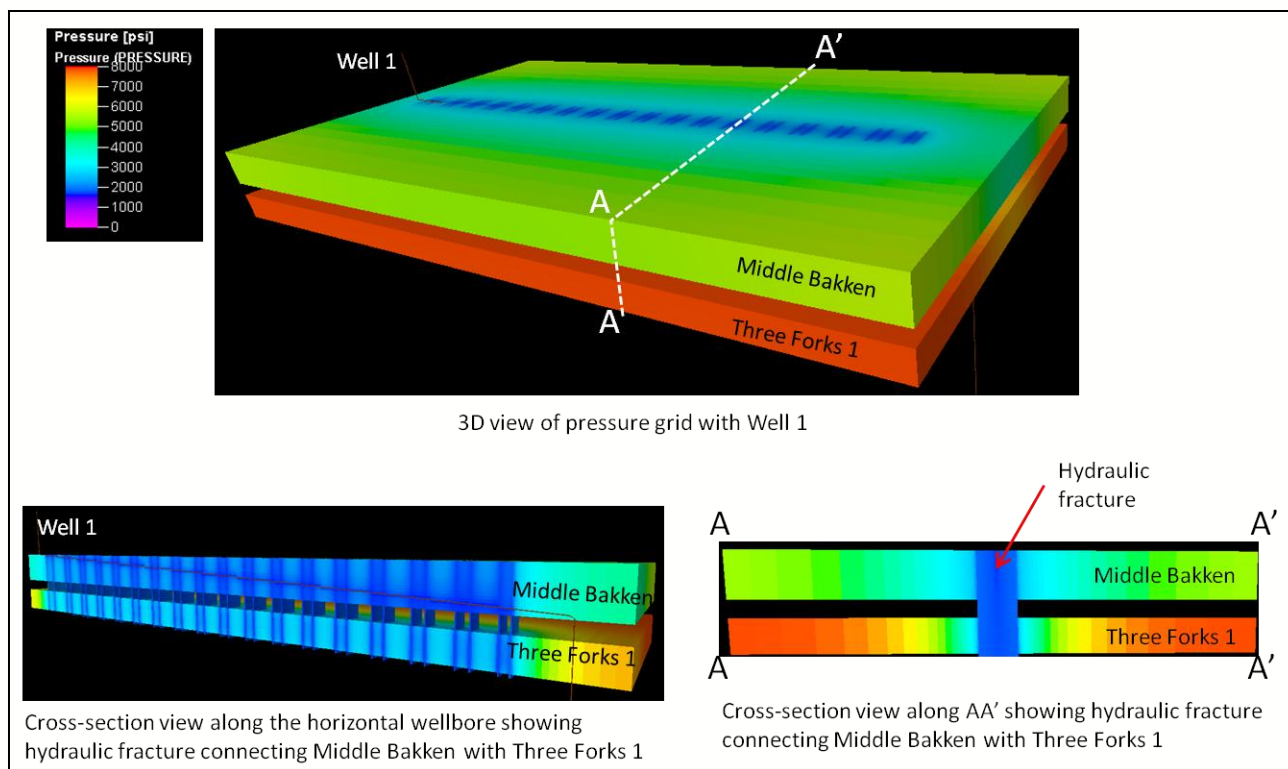 Pressure [psi]
Pressure (PRESSURE)
8000
7000
6000
5000
4000
3000
2000
1000
0
Well 1
A'
A
A
Middle Bakken
Three Forks 1
3D view of pressure grid with Well 1
Well 1
Middle Bakken
Three Forks 1
Cross-section view along the horizontal wellbore showing
hydraulic fracture connecting Middle Bakken with Three Forks 1
Hydraulic
fracture
A
A'
Middle Bakken
Three Forks 1
A
A'
Cross-section view along AA' showing hydraulic fracture
connecting Middle Bakken with Three Forks 1